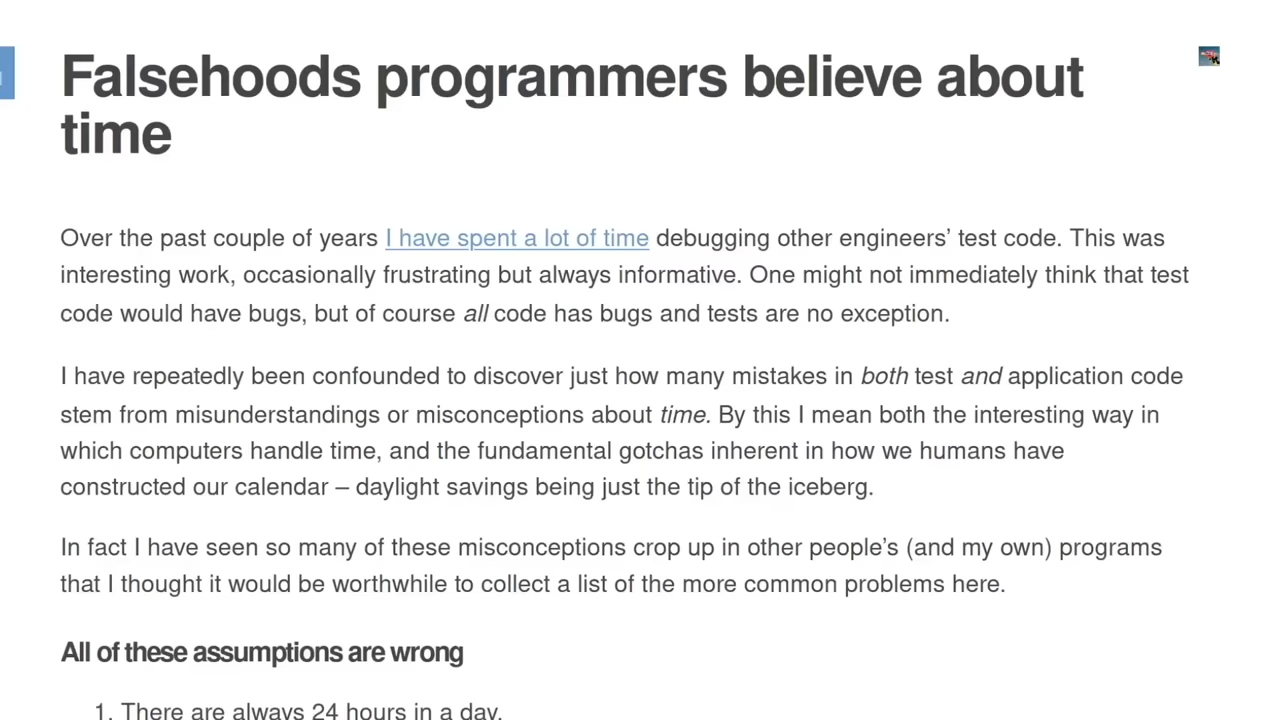 Falsehoods programmers believe about
time
Over the past couple of years I have spent a lot of time debugging other engineers’ test code. This was
interesting work, occasionally frustrating but always informative. One might not immediately think that test
code would have bugs, but of course all code has bugs and tests are no exception.
I have repeatedly been confounded to discover just how many mistakes in both test and application code
stem from misunderstandings or misconceptions about time. By this I mean both the interesting way in
which computers handle time, and the fundamental gotchas inherent in how we humans have
constructed our calendar – daylight savings being just the tip of the iceberg.
In fact I have seen so many of these misconceptions crop up in other people’s (and my own) programs
that I thought it would be worthwhile to collect a list of the more common problems here.
All of these assumptions are wrong
1. There are always 24 hours in a day.